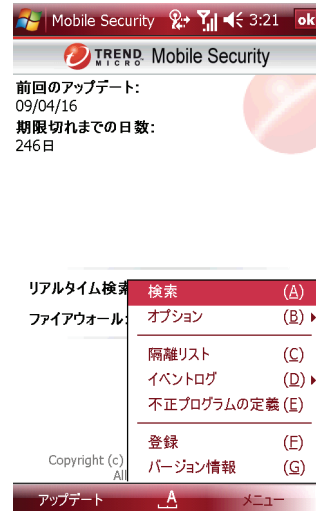 Mobile Security 3:21 ok
TREND MICRO Mobile Security
前回のアップデート:
09/04/16
期限切れまでの日数:
246日
リアルタイム検索
ファイアウォール:
検索 (A)
オプション (B)
隔離リスト (C)
イベントログ (D)
不正プログラムの定義 (E)
登録 (F)
バージョン情報 (G)
Copyright (c)
All
アップデート A メニュー